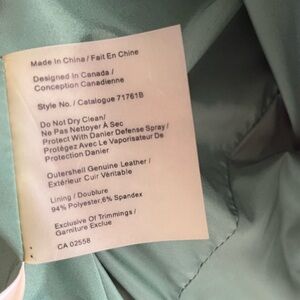 Made In China / Fait En Chine
Designed In Canada /
Conception Canadienne
Style No. / Catalogue 71761B
Do Not Dry Clean/
Ne Pas Nettoyer À Sec
Protect With Danier Defense Spray /
Protégez Avec Le Vaporisateur De
Protection Danier
Outershell Genuine Leather /
Extérieur Cuir Véritable
Lining / Doublure
94% Polyester,6% Spandex
Exclusive Of Trimmings /
Garniture Exclue
CA 02558